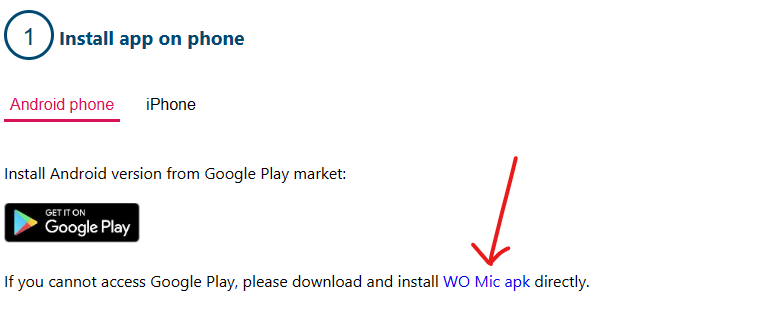 1 Install app on phone
Android phone iPhone
Install Android version from Google Play market:
GET IT ON
Google Play
If you cannot access Google Play, please download and install WO Mic apk directly.